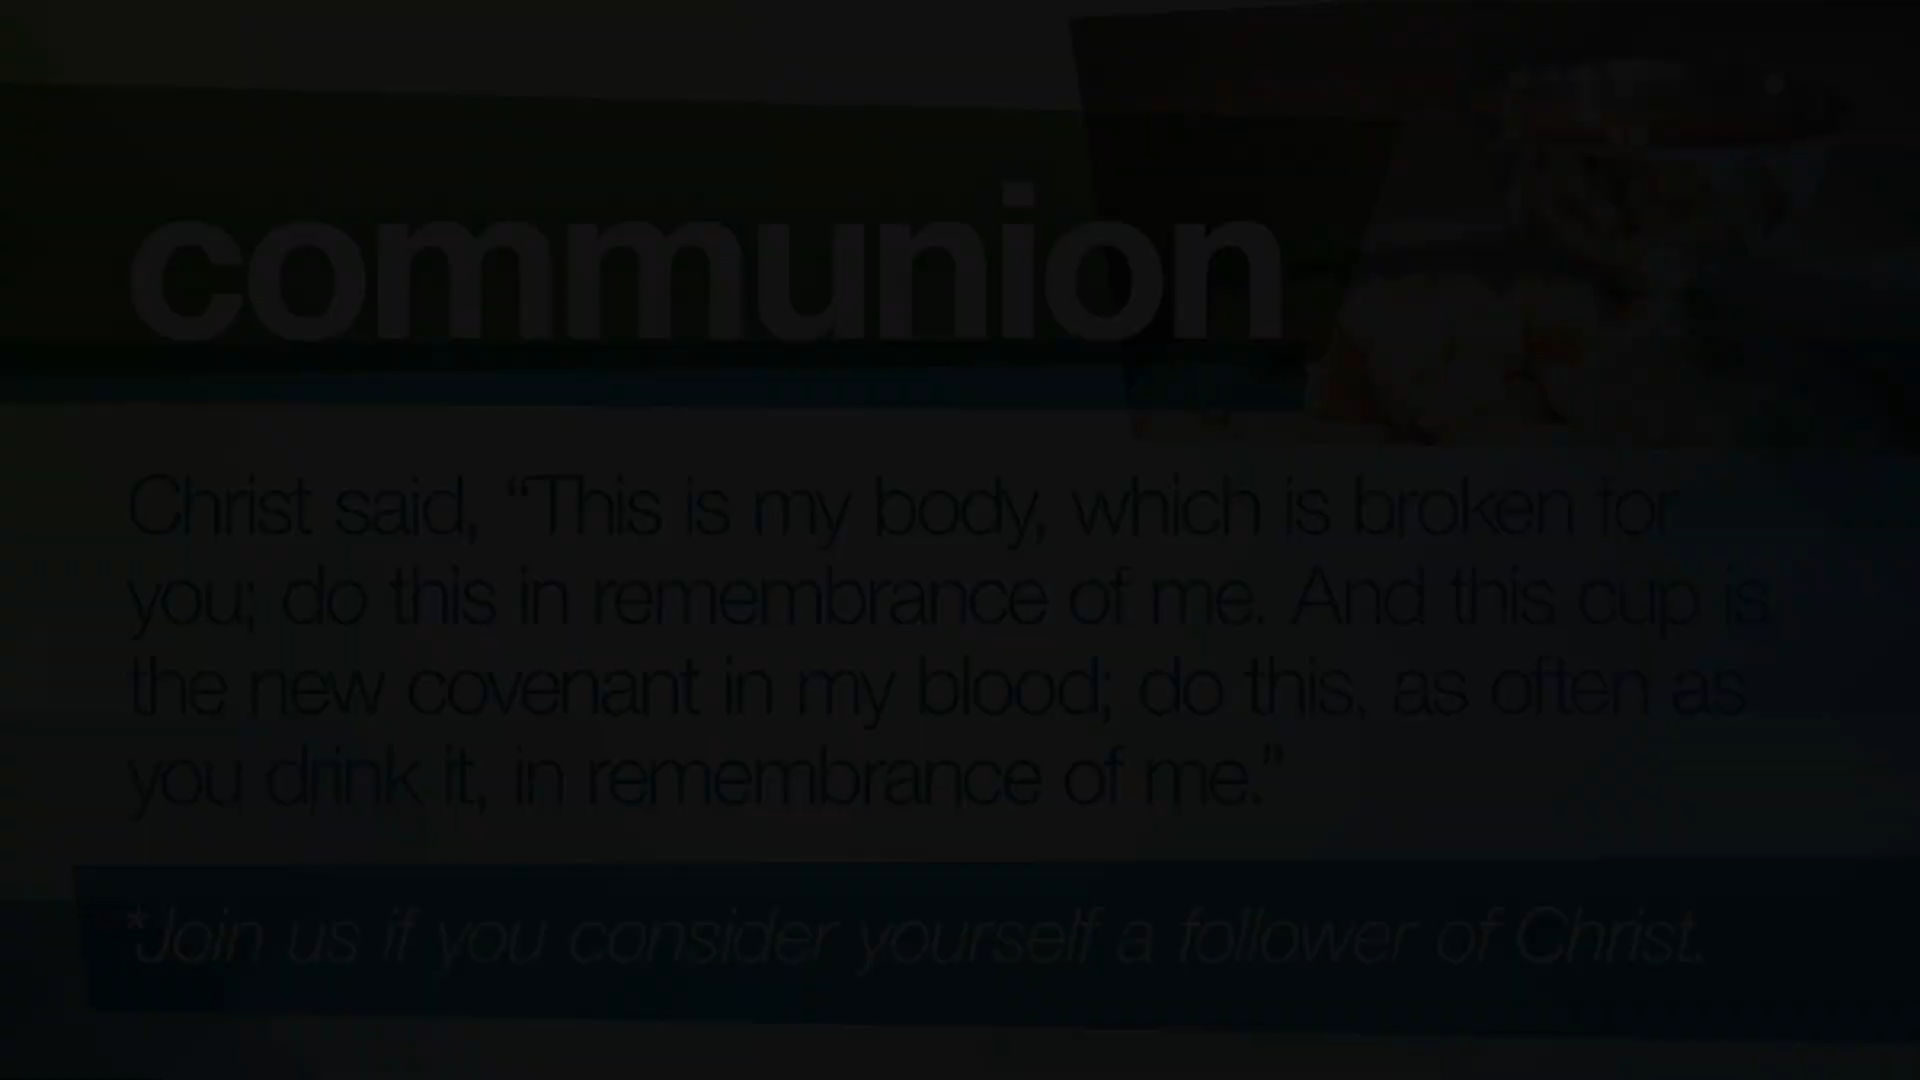 communion
Christ said, “This is my body, which is broken for
you; do this in remembrance of me. And this cup is
the new covenant in my blood; do this, as often as
you drink it, in remembrance of me.”
*Join us if you consider yourself a follower of Christ.